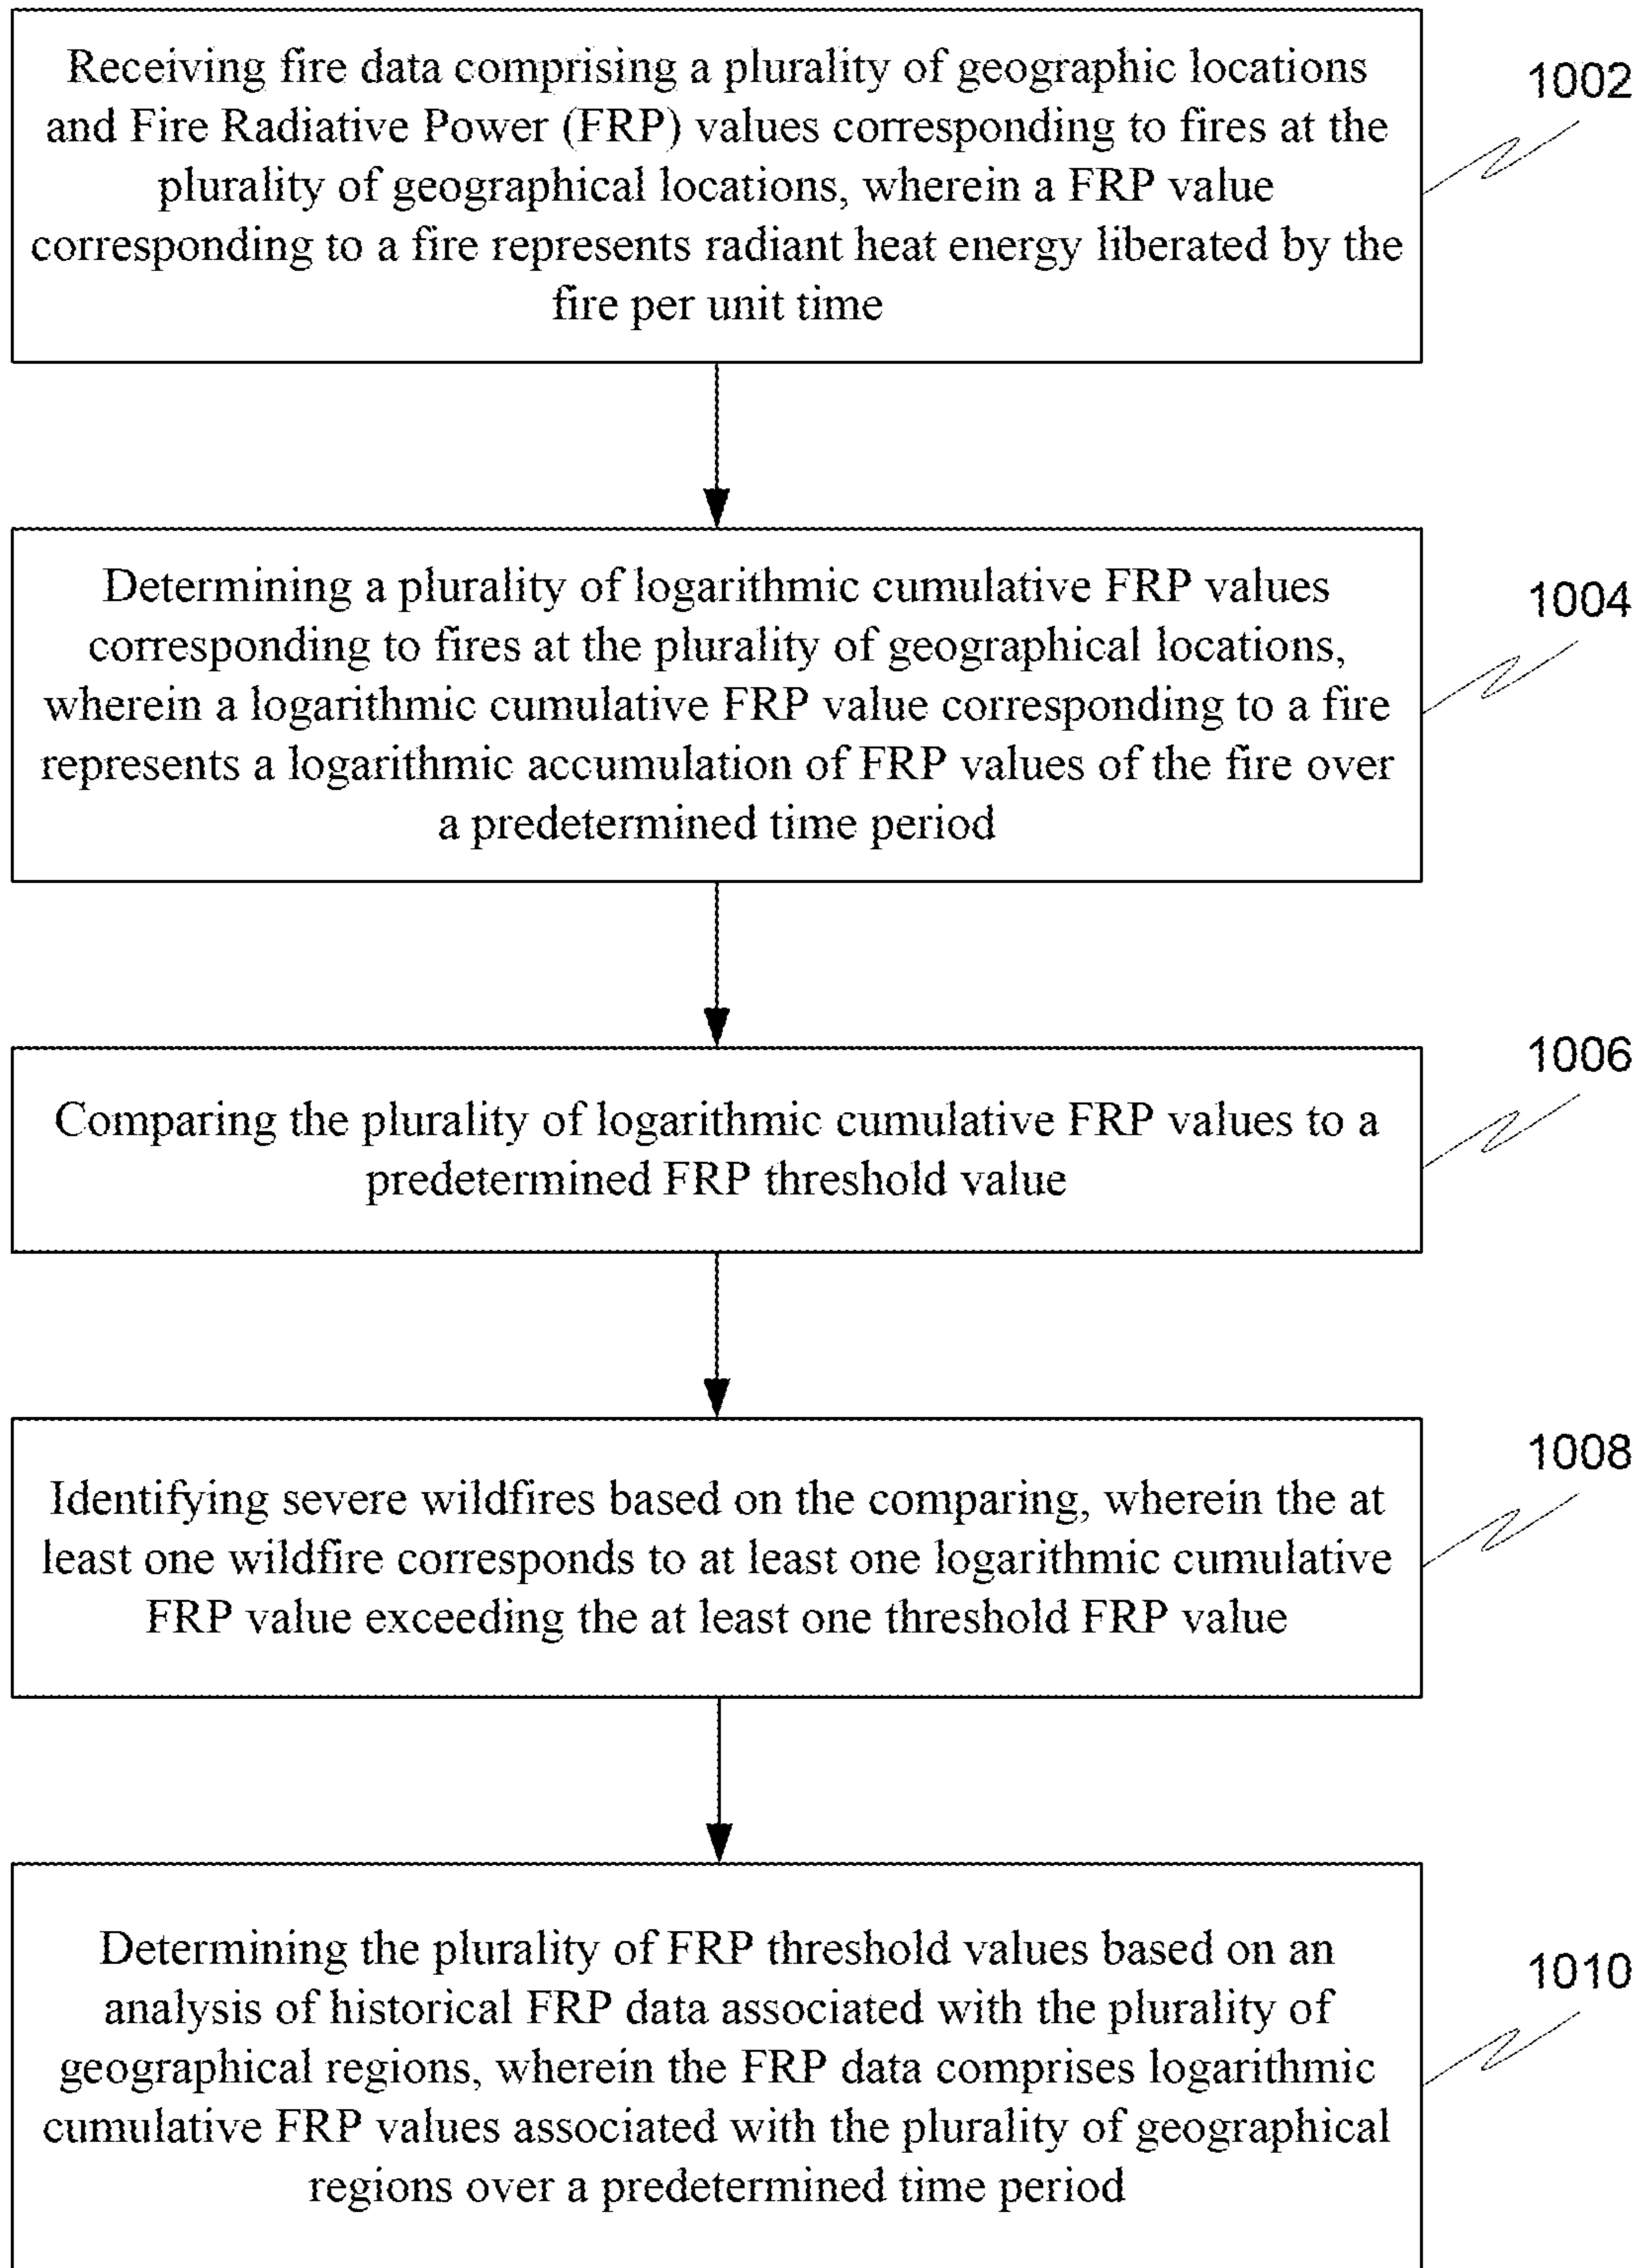 Receiving fire data comprising a plurality of geographic locations
and Fire Radiative Power (FRP) values corresponding to fires at the
plurality of geographical locations, wherein a FRP value
corresponding to a fire represents radiant heat energy liberated by the
fire per unit time
1002
Determining a plurality of logarithmic cumulative FRP values
corresponding to fires at the plurality of geographical locations,
wherein a logarithmic cumulative FRP value corresponding to a fire
represents a logarithmic accumulation of FRP values of the fire over
a predetermined time period
1004
Comparing the plurality of logarithmic cumulative FRP values to a
predetermined FRP threshold value
1006
Identifying severe wildfires based on the comparing, wherein the at
least one wildfire corresponds to at least one logarithmic cumulative
FRP value exceeding the at least one threshold FRP value
1008
Determining the plurality of FRP threshold values based on an
analysis of historical FRP data associated with the plurality of
geographical regions, wherein the FRP data comprises logarithmic
cumulative FRP values associated with the plurality of geographical
regions over a predetermined time period
1010